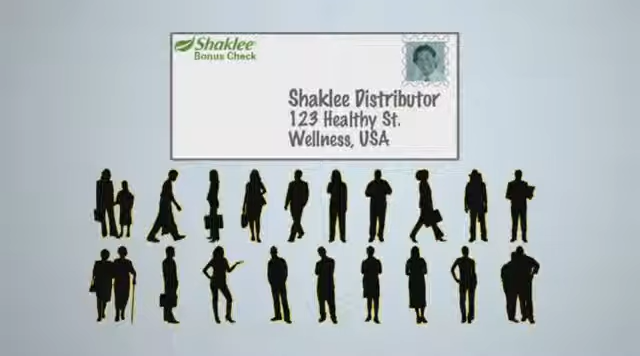 Shaklee
Bonus Check
Shaklee Distributor
123 Healthy St.
Wellness, USA